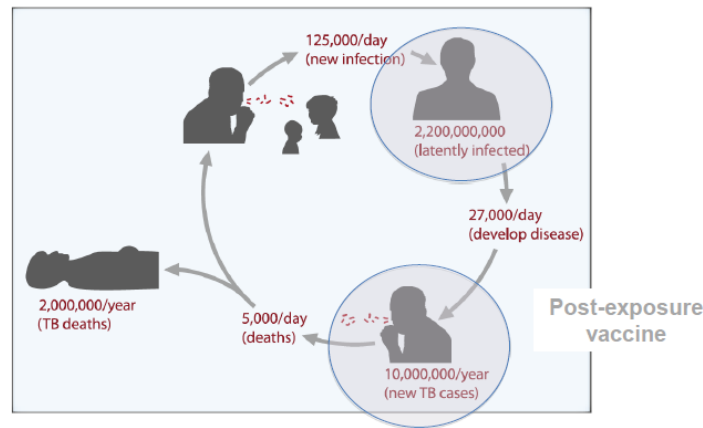 125,000/day
(new infection)
2,200,000,000
(latently infected)
27,000/day
(develop disease)
Post-exposure
vaccine
10,000,000/year
(new TB cases)
5,000/day
(deaths)
2,000,000/year
(TB deaths)